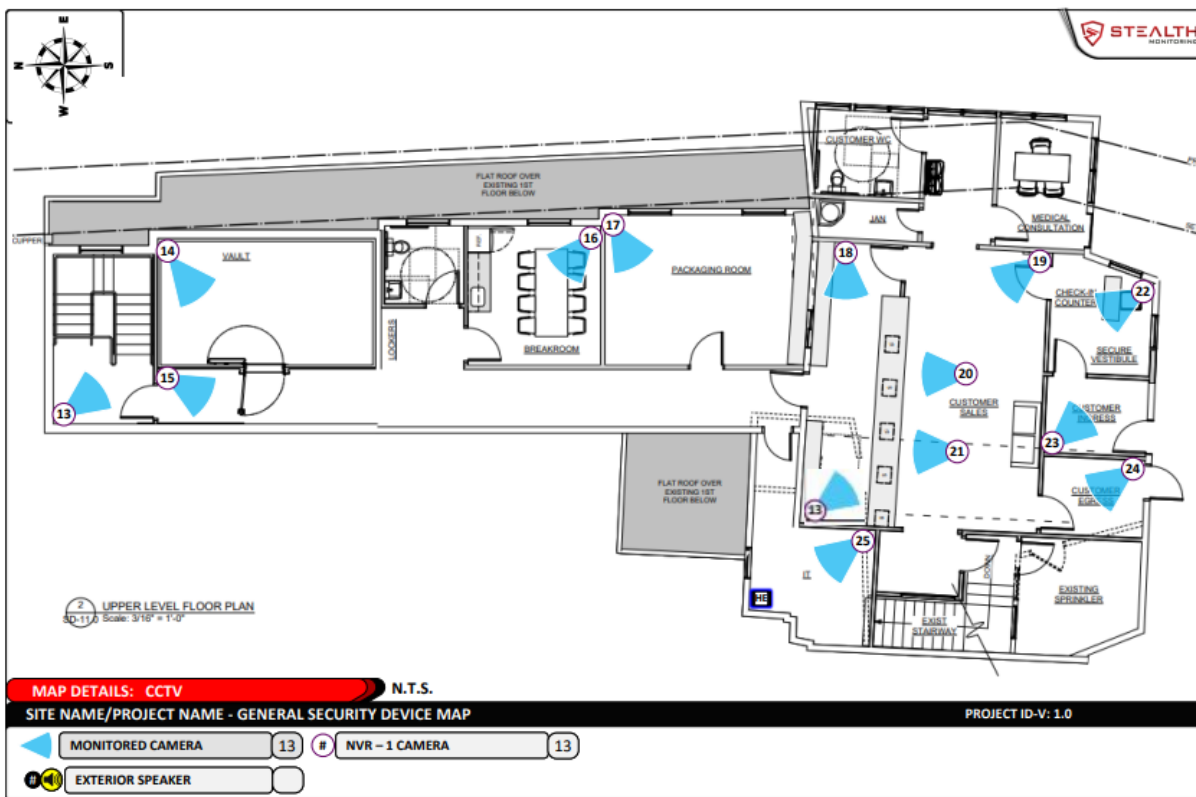 E
N
S
W
STEALTH
MONITORING
FLAT ROOF OVER
EXISTING 1ST
FLOOR BELOW
CUSTOMER WC
JAN
MEDICAL
CONSULTATION
CUPPER
14
VAULT
16
17
PACKAGING ROOM
18
19
CHECK-IN
COUNTER
22
REF.
LOCKERS
BREAKROOM
SECURE
VESTIBULE
15
13
20
CUSTOMER
SALES
CUSTOMER
INGRESS
21
23
24
CUSTOMER
EGRESS
FLAT ROOF OVER
EXISTING 1ST
FLOOR BELOW
13
25
IT
HE
DOWN
EXISTING
SPRINKLER
EXIST
STAIRWAY
2
SD-11.0
UPPER LEVEL FLOOR PLAN
Scale: 3/16" = 1'-0"
MAP DETAILS: CCTV
N.T.S.
SITE NAME/PROJECT NAME - GENERAL SECURITY DEVICE MAP
PROJECT ID-V: 1.0
MONITORED CAMERA 13
# NVR – 1 CAMERA 13
# EXTERIOR SPEAKER